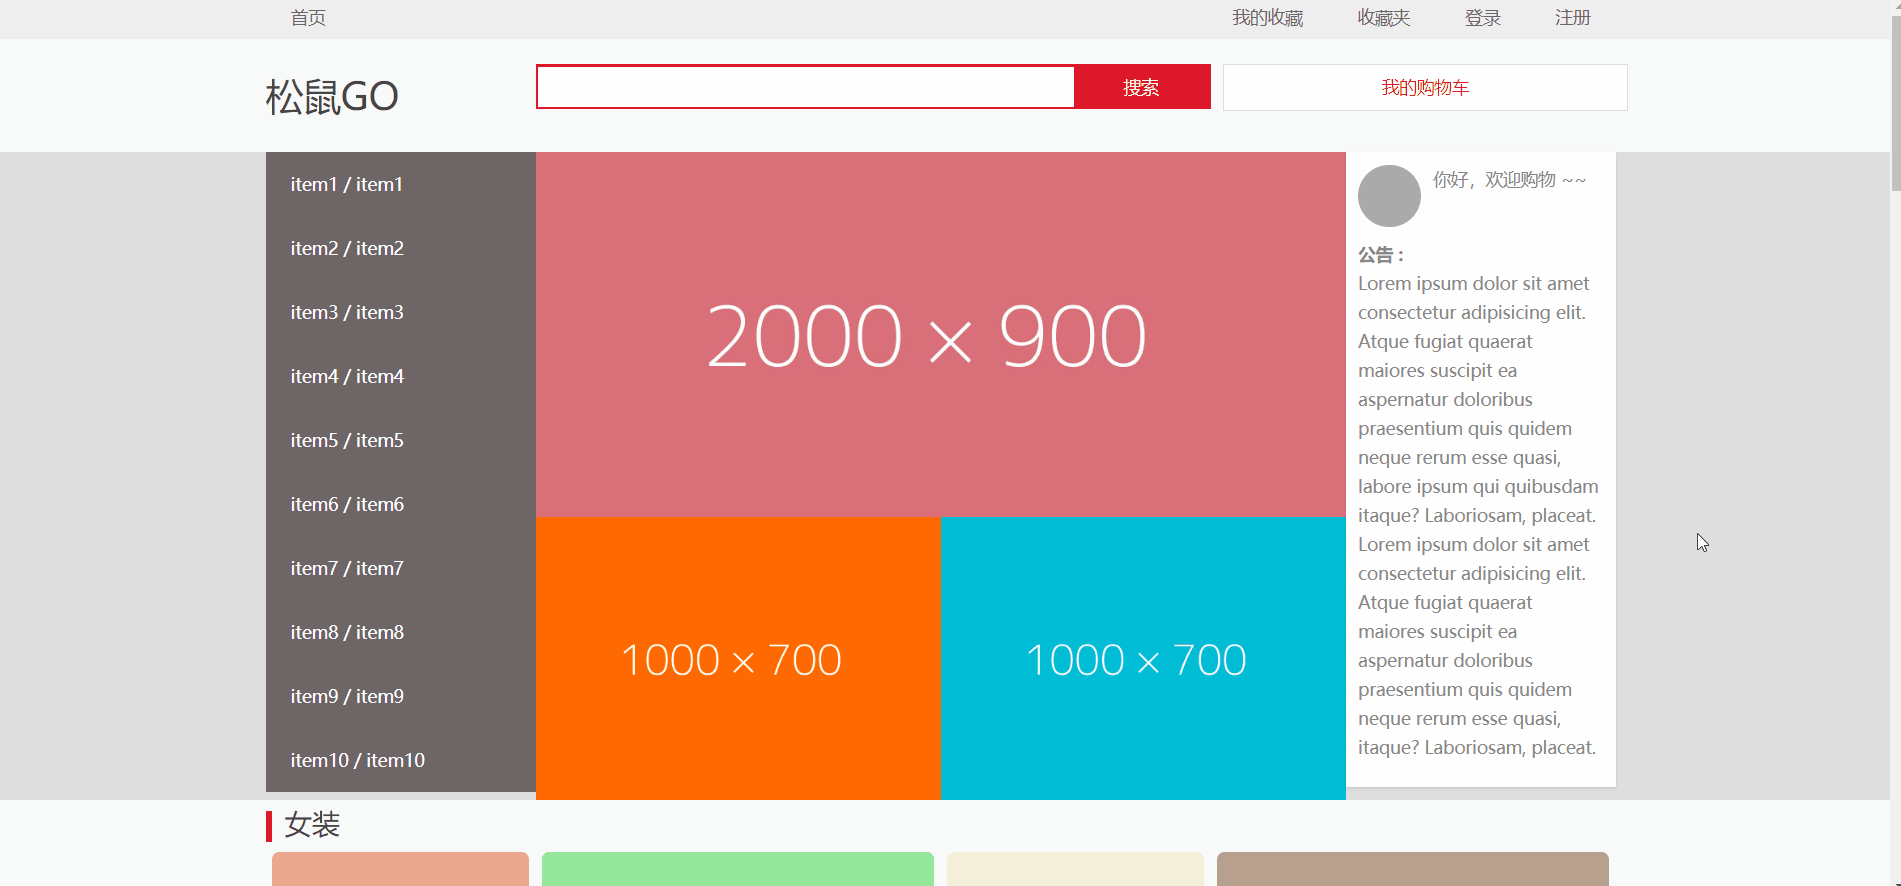 首页
我的收藏
收藏夹
登录
注册
松鼠GO
搜索
我的购物车
item1 / item1
item2 / item2
item3 / item3
item4 / item4
item5 / item5
item6 / item6
item7 / item7
item8 / item8
item9 / item9
item10 / item10
2000 × 900
1000 × 700
1000 × 700
你好，欢迎购物 ~~
公告：
Lorem ipsum dolor sit amet
consectetur adipisicing elit.
Atque fugiat quaerat
maiores suscipit ea
aspernatur doloribus
praesentium quis quidem
neque rerum esse quasi,
labore ipsum qui quibusdam
itaque? Laboriosam, placeat.
Lorem ipsum dolor sit amet
consectetur adipisicing elit.
Atque fugiat quaerat
maiores suscipit ea
aspernatur doloribus
praesentium quis quidem
neque rerum esse quasi,
itaque? Laboriosam, placeat.
女装